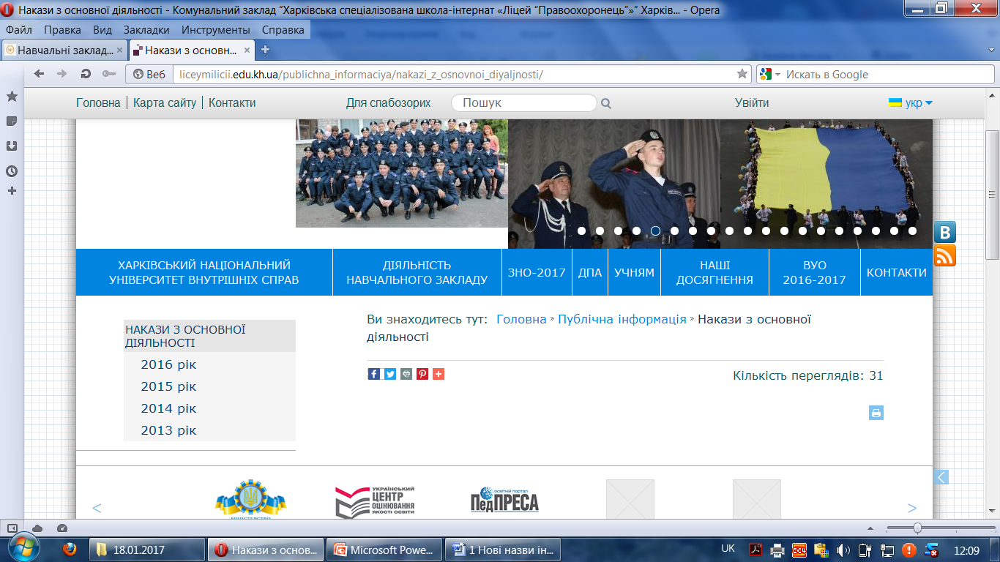 Накази з основної діяльності - Комунальний заклад "Харківська спеціалізована школа-інтернат «Ліцей "Правоохоронець"»" Харків... - Opera
Файл Правка Вид Закладки Инструменты Справка
Навчальні заклад... Накази з основн...
Веб liceymilicii.edu.kh.ua/publichna_informaciya/nakazi_z_osnovnoi_diyaljnosti/ Искать в Google
Головна Карта сайту Контакти Для слабозорих Пошук Увійти укр
B
ХАРКІВСЬКИЙ НАЦІОНАЛЬНИЙ
УНІВЕРСИТЕТ ВНУТРІШНІХ СПРАВ
ДІЯЛЬНІСТЬ
НАВЧАЛЬНОГО ЗАКЛАДУ
ЗНО-2017
ДПА
УЧНЯМ
НАШІ
ДОСЯГНЕННЯ
ВУО
2016-2017
КОНТАКТИ
НАКАЗИ З ОСНОВНОЇ
ДІЯЛЬНОСТІ
2016 рік
2015 рік
2014 рік
2013 рік
Ви знаходитесь тут: Головна > Публічна інформація > Накази з основної
діяльності
Кількість переглядів: 31
МІНІСТЕРСТВО
УКРАЇНСЬКИЙ
ЦЕНТР
ОЦІНЮВАННЯ
ЯКОСТІ ОСВІТИ
ОСВІТНІЙ ПОРТАЛ
ПедПРЕСА
< >
18.01.2017 Накази з основ... Microsoft Powe... 1 Нові назви ін... UK 12:09